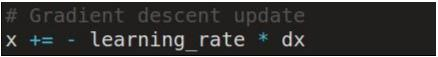 # Gradient descent update
x += - learning_rate * dx